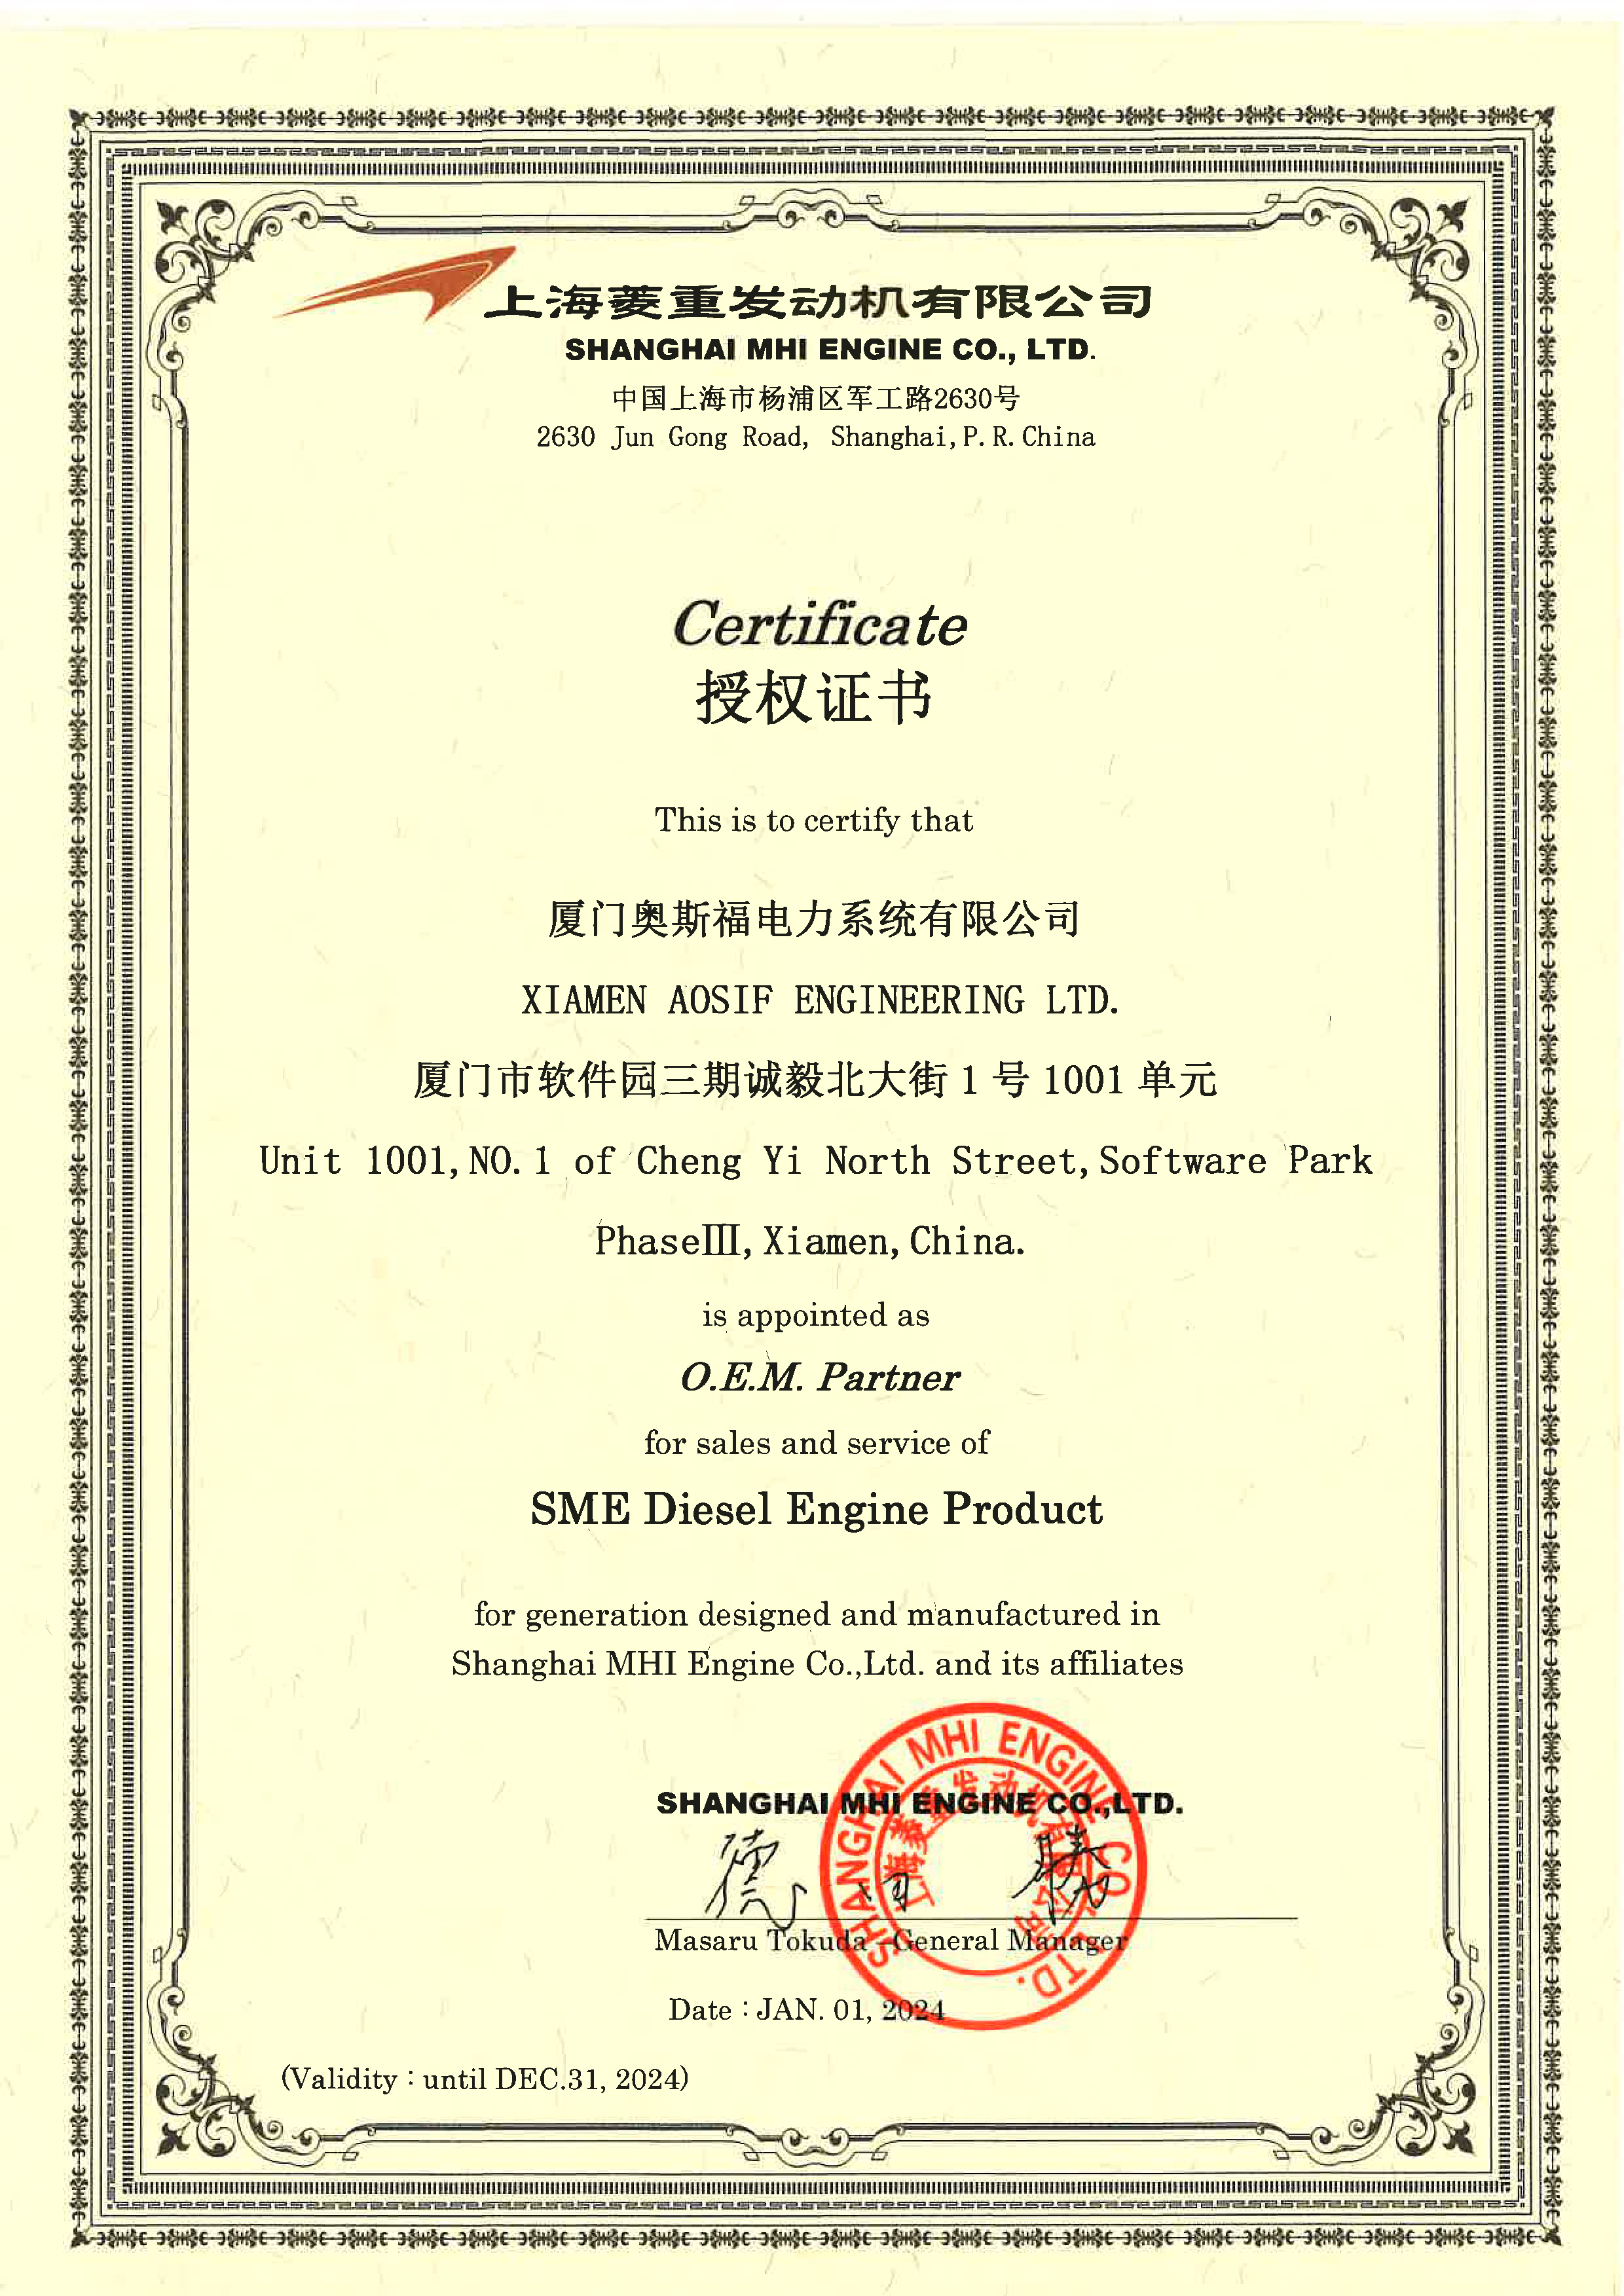 上海菱重发动机有限公司
SHANGHAI MHI ENGINE CO., LTD.
中国上海市杨浦区军工路2630号
2630 Jun Gong Road, Shanghai, P. R. China
Certificate
授权证书
This is to certify that
厦门奥斯福电力系统有限公司
XIAMEN AOSIF ENGINEERING LTD.
厦门市软件园三期诚毅北大街 1 号 1001 单元
Unit 1001, NO. 1 of Cheng Yi North Street, Software Park
PhaseⅢ, Xiamen, China.
is appointed as
O.E.M. Partner
for sales and service of
SME Diesel Engine Product
for generation designed and manufactured in
Shanghai MHI Engine Co.,Ltd. and its affiliates
SHANGHAI MHI ENGINE CO.,LTD.
SHANGHAI MHI ENGINE CO., LTD.
上海菱重发动机有限公司
德田 勝
Masaru Tokuda - General Manager
Date : JAN. 01, 2024
(Validity : until DEC.31, 2024)